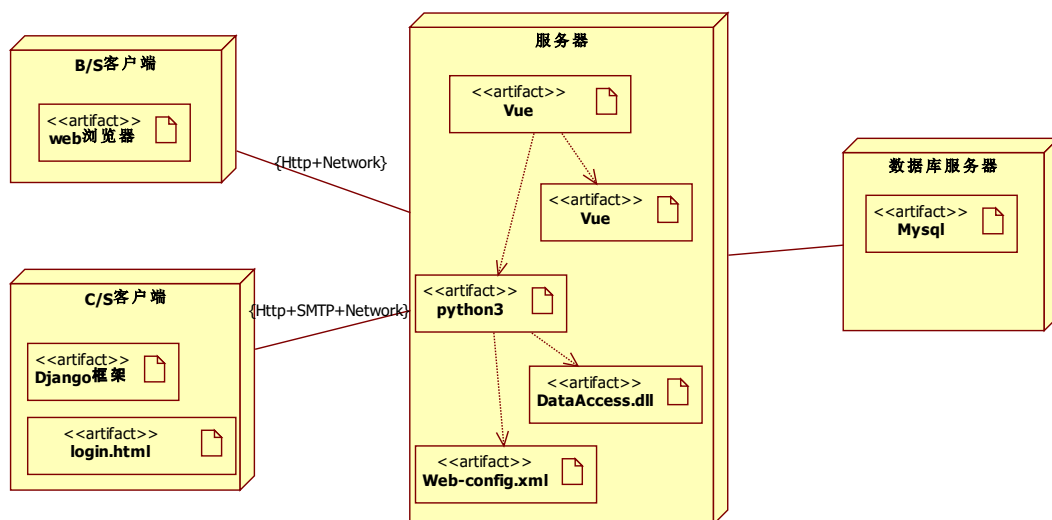 B/S客户端
<<artifact>>
web浏览器
{Http+Network}
C/S客户端
<<artifact>>
Django框架
<<artifact>>
login.html
{Http+SMTP+Network}
服务器
<<artifact>>
Vue
<<artifact>>
Vue
<<artifact>>
python3
<<artifact>>
DataAccess.dll
<<artifact>>
Web-config.xml
数据库服务器
<<artifact>>
Mysql